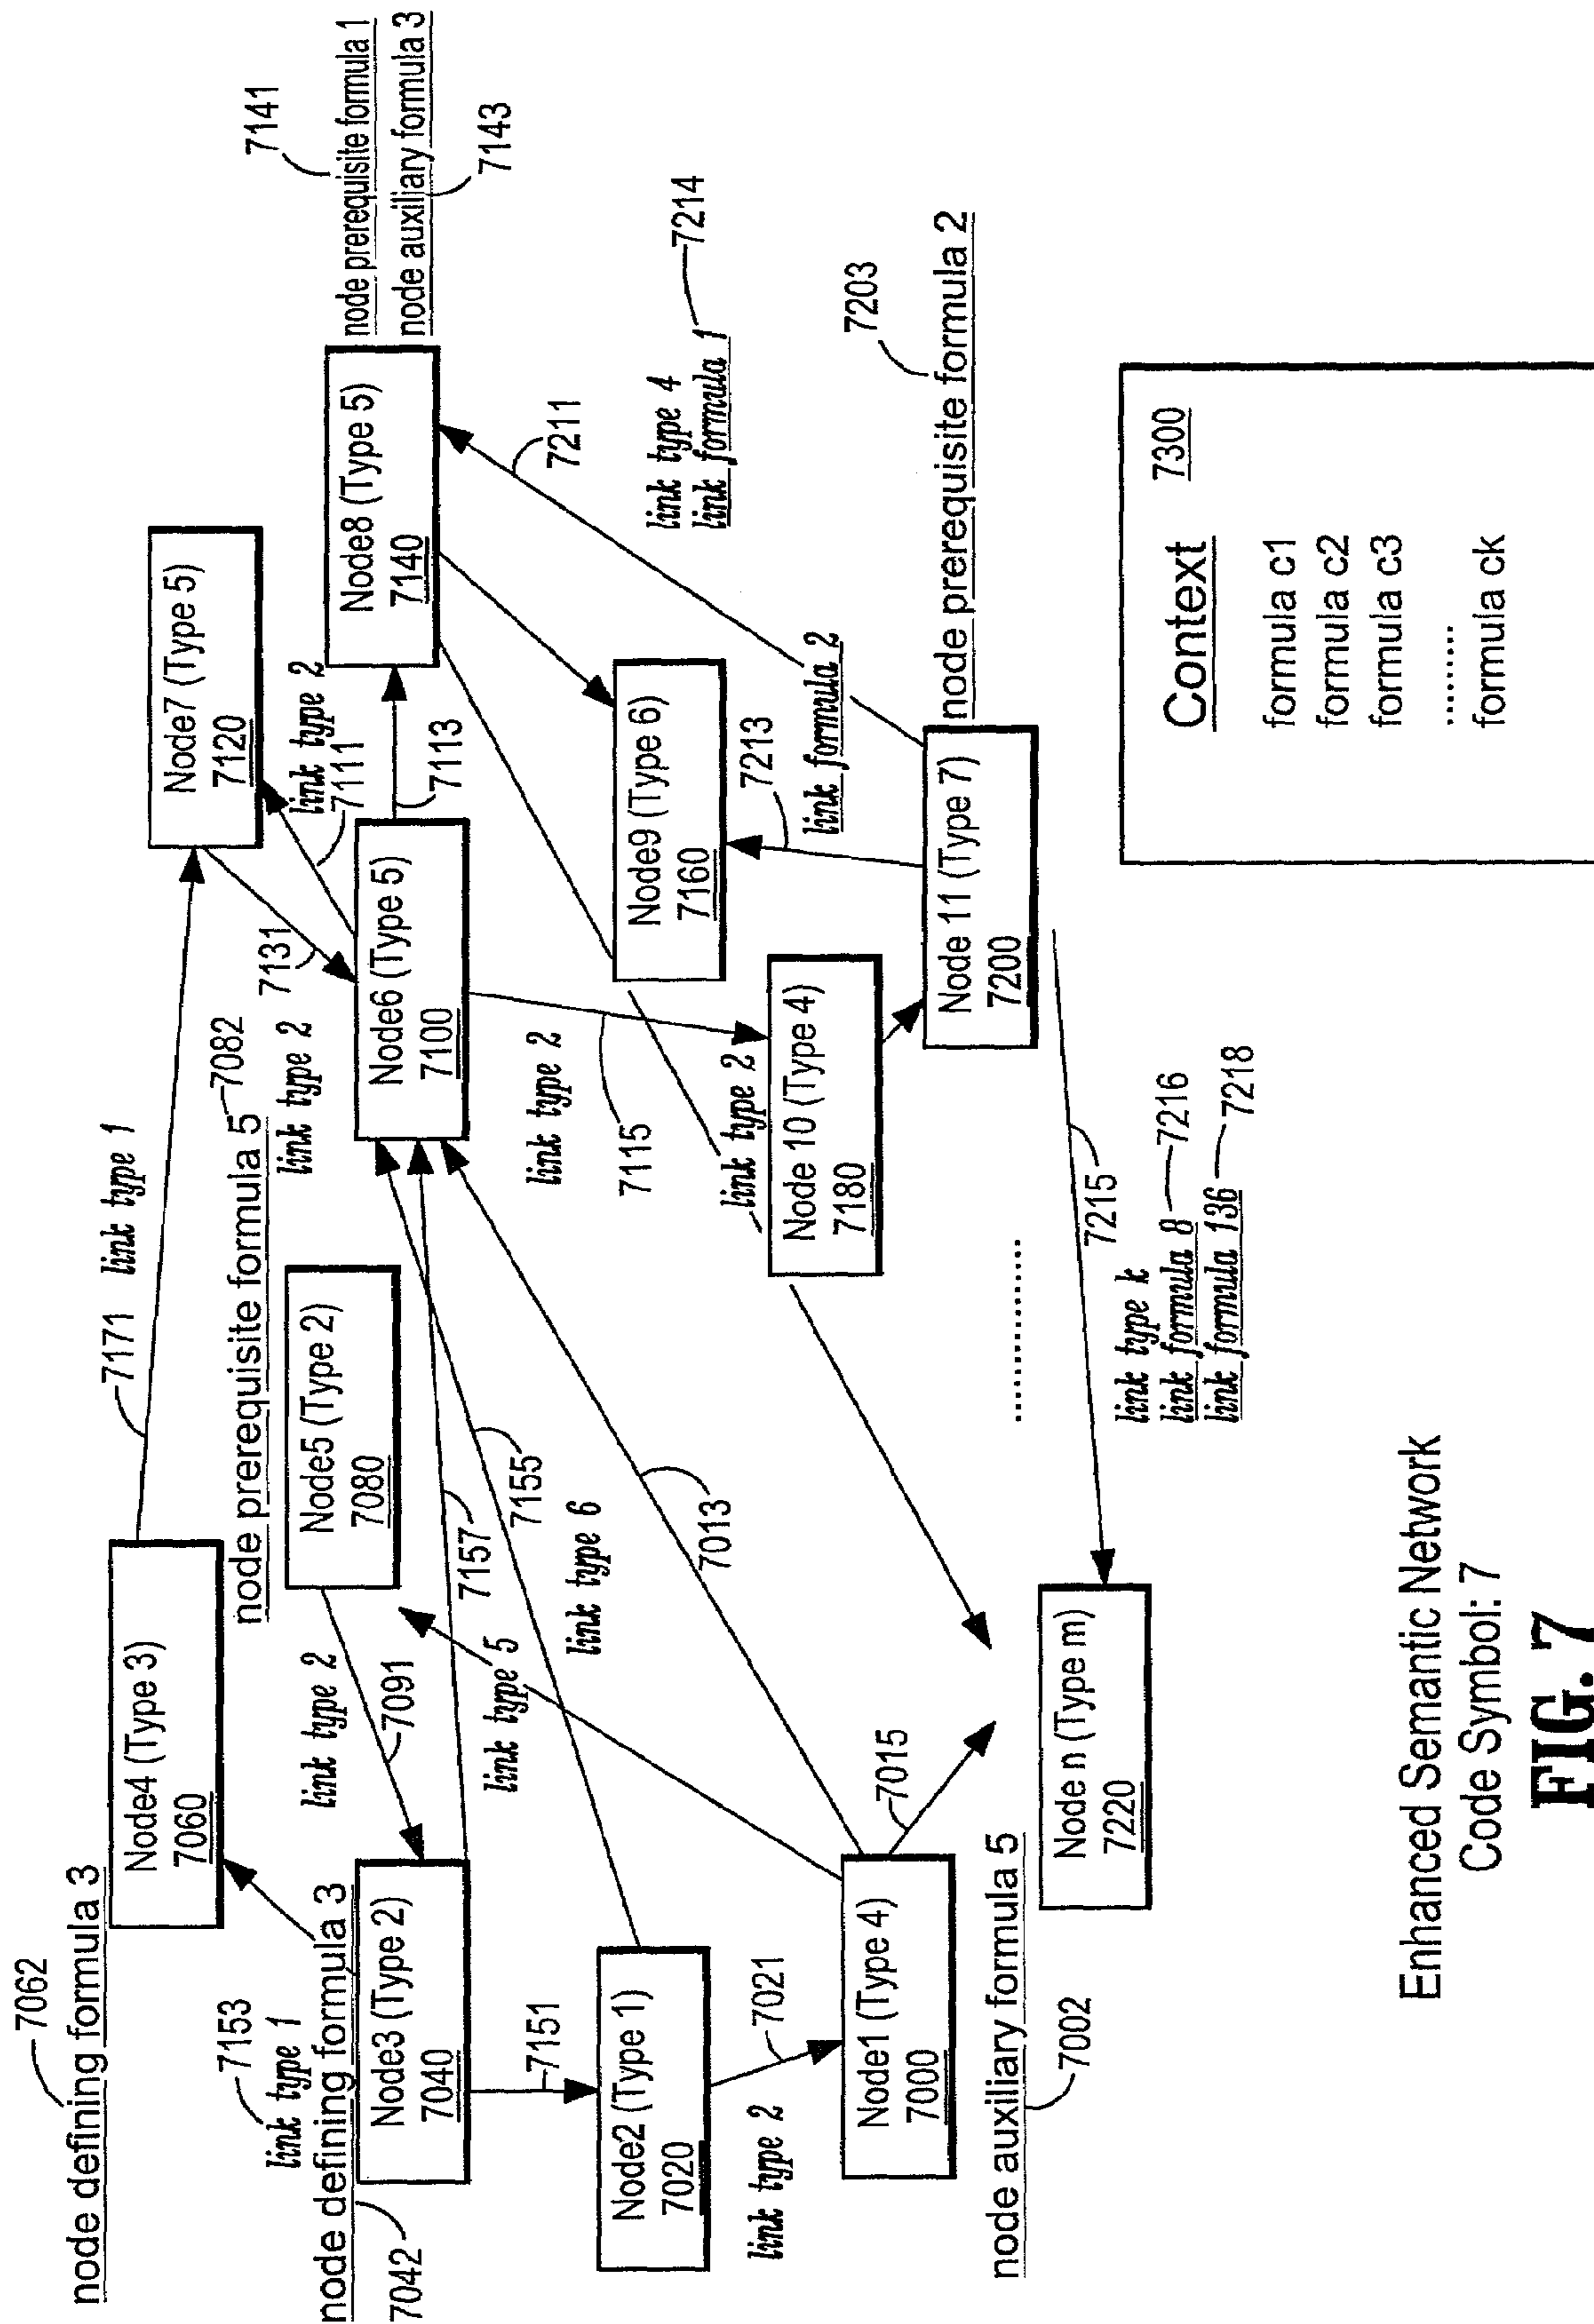 7062
node defining formula 3
Node4 (Type 3)
7060
7171
link type 1
Node7 (Type 5)
7120
7153
link type 1
node defining formula 3
7042
Node3 (Type 2)
7040
node prerequisite formula 5
7082
Node5 (Type 2)
7080
link type 2
7091
link type 2
7131
link type 2
7111
Node6 (Type 5)
7100
7113
Node8 (Type 5)
7140
7141
node prerequisite formula 1
node auxiliary formula 3
7143
7151
7157
link type 5
7155
link type 6
link type 2
7115
7211
link type 4
link formula 1
7214
Node2 (Type 1)
7020
7021
link type 2
7013
link type 2
Node9 (Type 6)
7160
7213
link formula 2
Node1 (Type 4)
7000
7015
Node 10 (Type 4)
7180
7203
node prerequisite formula 2
Node 11 (Type 7)
7200
node auxiliary formula 5
7002
Node n (Type m)
7220
............
7215
link type k
link formula 8
7216
link formula 136
7218
Context
7300
formula c1
formula c2
formula c3
........
formula ck
Enhanced Semantic Network
Code Symbol: 7
FIG. 7